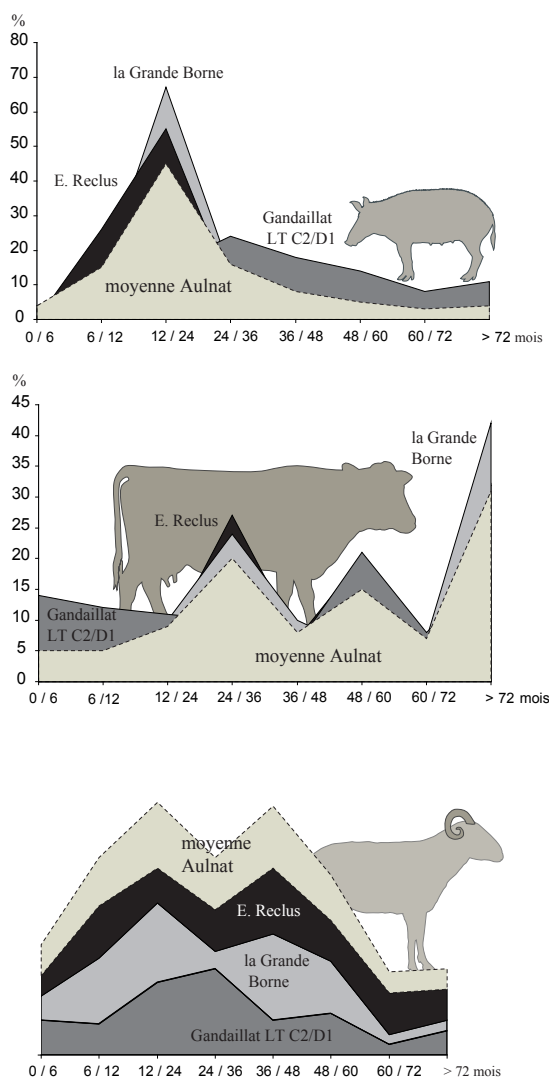 %
80
70
60
50
40
30
20
10
0
la Grande Borne
E. Reclus
Gandaillat
LT C2/D1
moyenne Aulnat
0 / 6 6 / 12 12 / 24 24 / 36 36 / 48 48 / 60 60 / 72 > 72 mois
%
45
40
35
30
25
20
15
10
5
0
la Grande
Borne
E. Reclus
Gandaillat
LT C2/D1
moyenne Aulnat
0 / 6 6 /12 12 / 24 24 / 36 36 / 48 48 / 60 60 / 72 > 72 mois
moyenne
Aulnat
E. Reclus
la Grande
Borne
Gandaillat LT C2/D1
0 / 6 6 / 12 12 / 24 24 / 36 36 / 48 48 / 60 60 / 72 > 72 mois